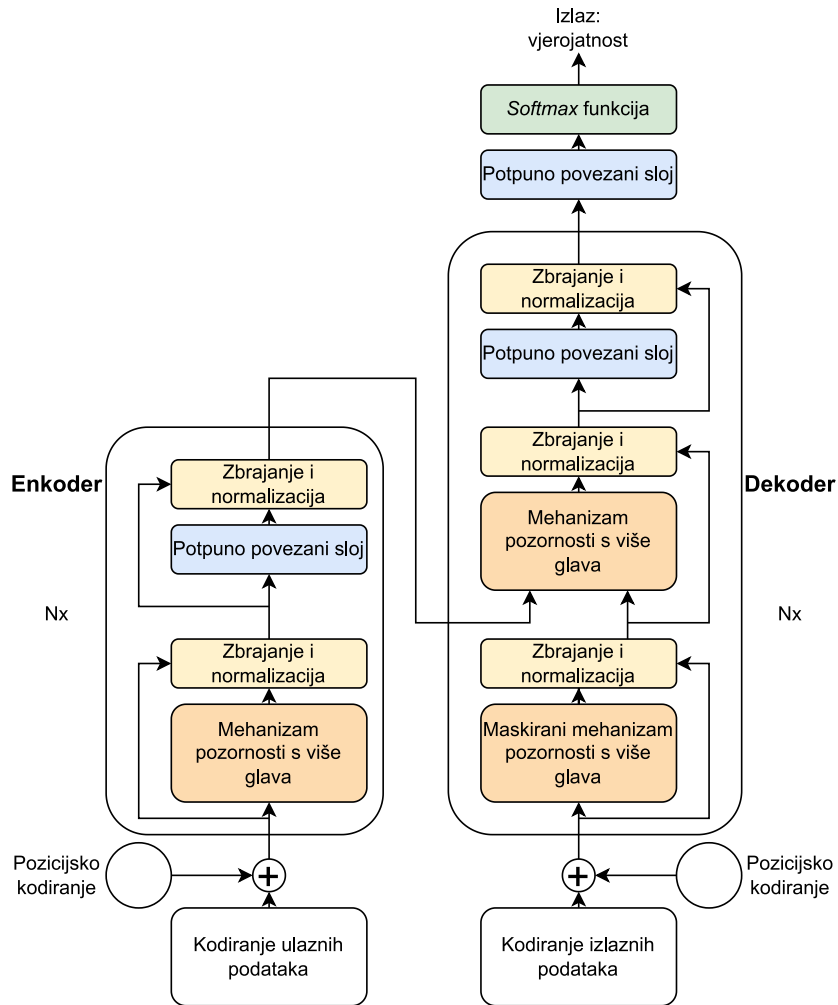 Izlaz:
vjerojatnost
Softmax funkcija
Potpuno povezani sloj
Zbrajanje i
normalizacija
Potpuno povezani sloj
Zbrajanje i
normalizacija
Mehanizam
pozornosti s više
glava
Dekoder
Nx
Zbrajanje i
normalizacija
Maskirani mehanizam
pozornosti s više
glava
Pozicijsko
kodiranje
Kodiranje izlaznih
podataka
Enkoder
Zbrajanje i
normalizacija
Potpuno povezani sloj
Nx
Zbrajanje i
normalizacija
Mehanizam
pozornosti s više
glava
Pozicijsko
kodiranje
Kodiranje ulaznih
podataka